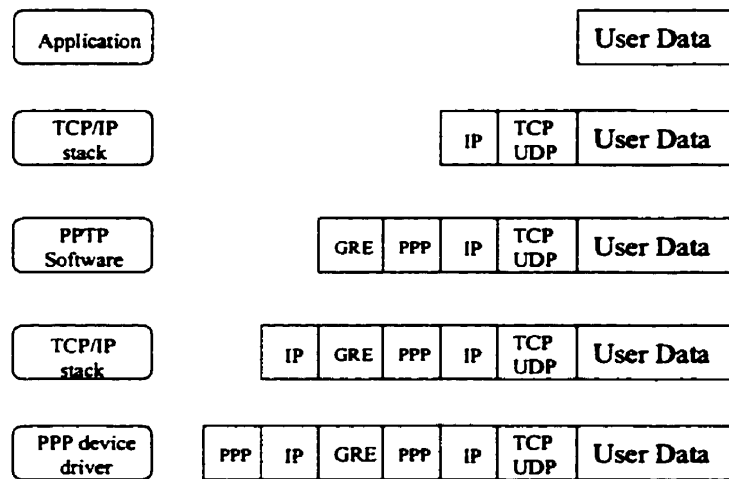 Application
User Data
TCP/IP
stack
IP
TCP
UDP
User Data
PPTP
Software
GRE
PPP
IP
TCP
UDP
User Data
TCP/IP
stack
IP
GRE
PPP
IP
TCP
UDP
User Data
PPP device
driver
PPP
IP
GRE
PPP
IP
TCP
UDP
User Data